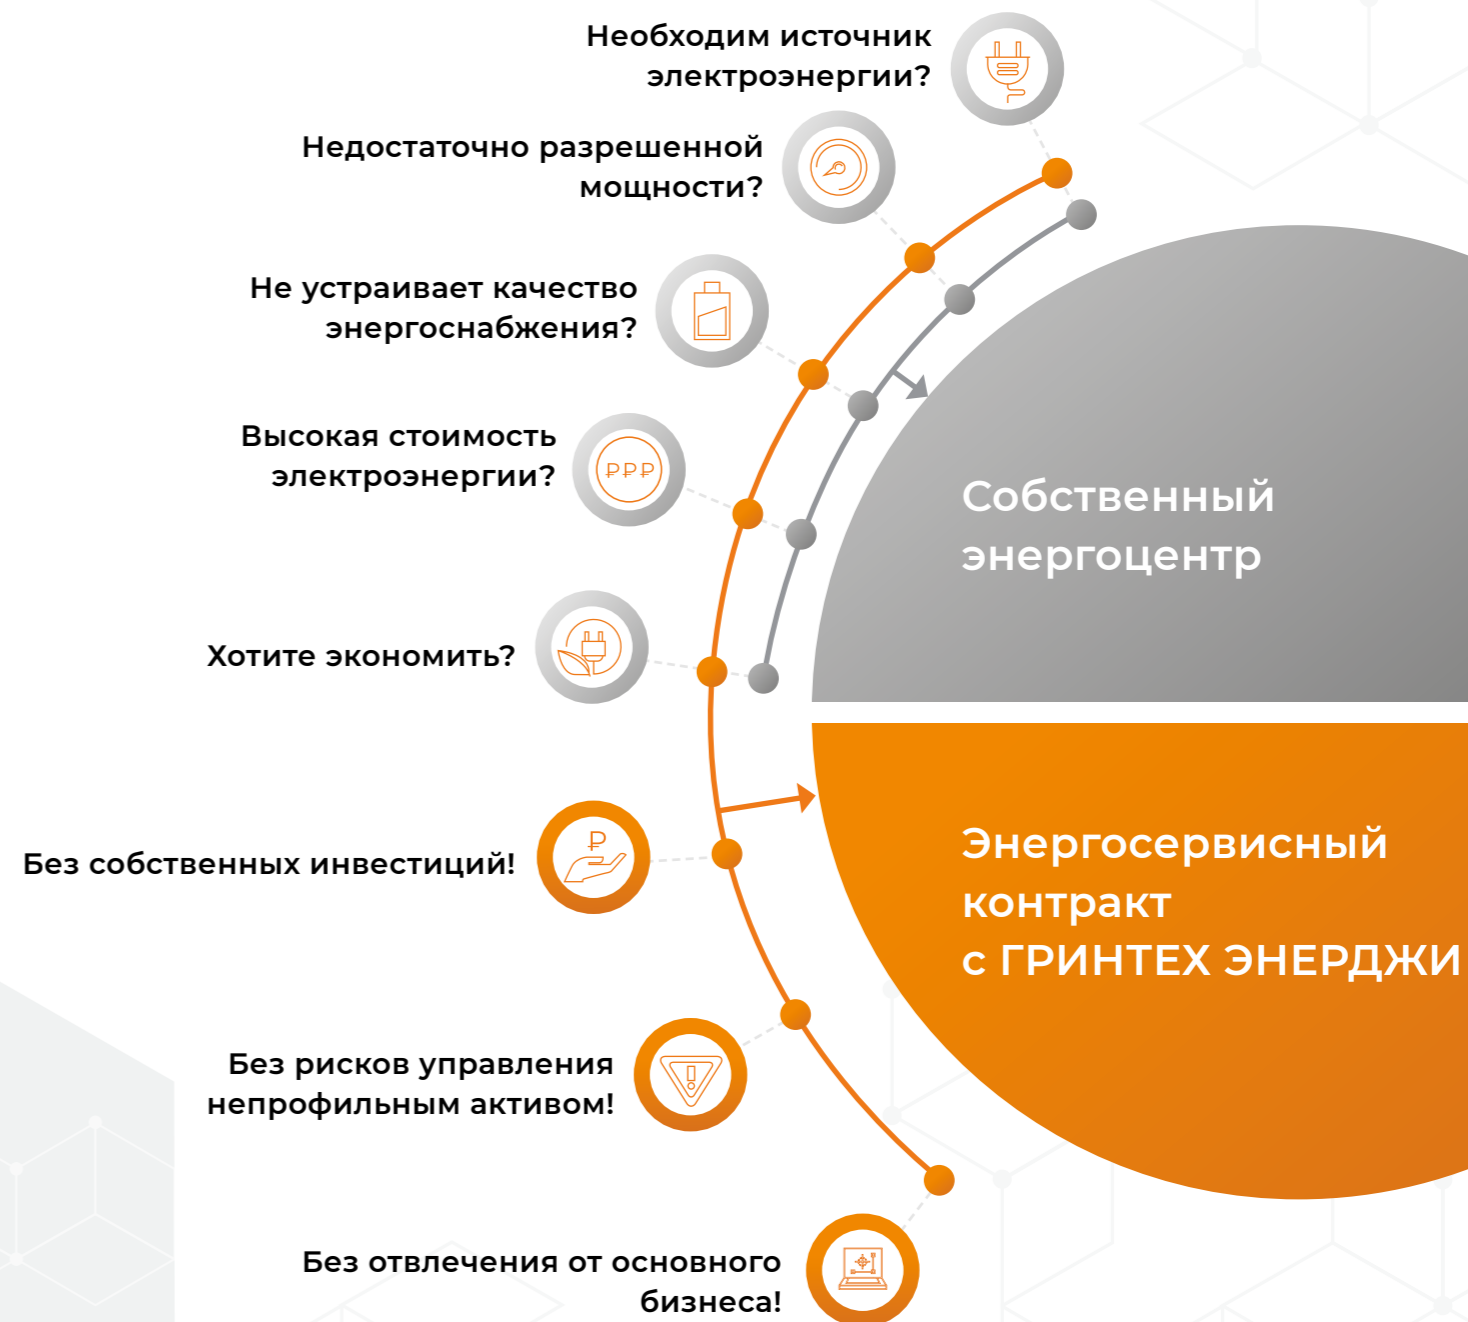 Необходим источник
электроэнергии?
Недостаточно разрешенной
мощности?
Не устраивает качество
энергоснабжения?
Высокая стоимость
электроэнергии?
₽₽₽
Хотите экономить?
Собственный
энергоцентр
Без собственных инвестиций!
₽
Энергосервисный
контракт
с ГРИНТЕХ ЭНЕРДЖИ
Без рисков управления
непрофильным активом!
Без отвлечения от основного
бизнеса!